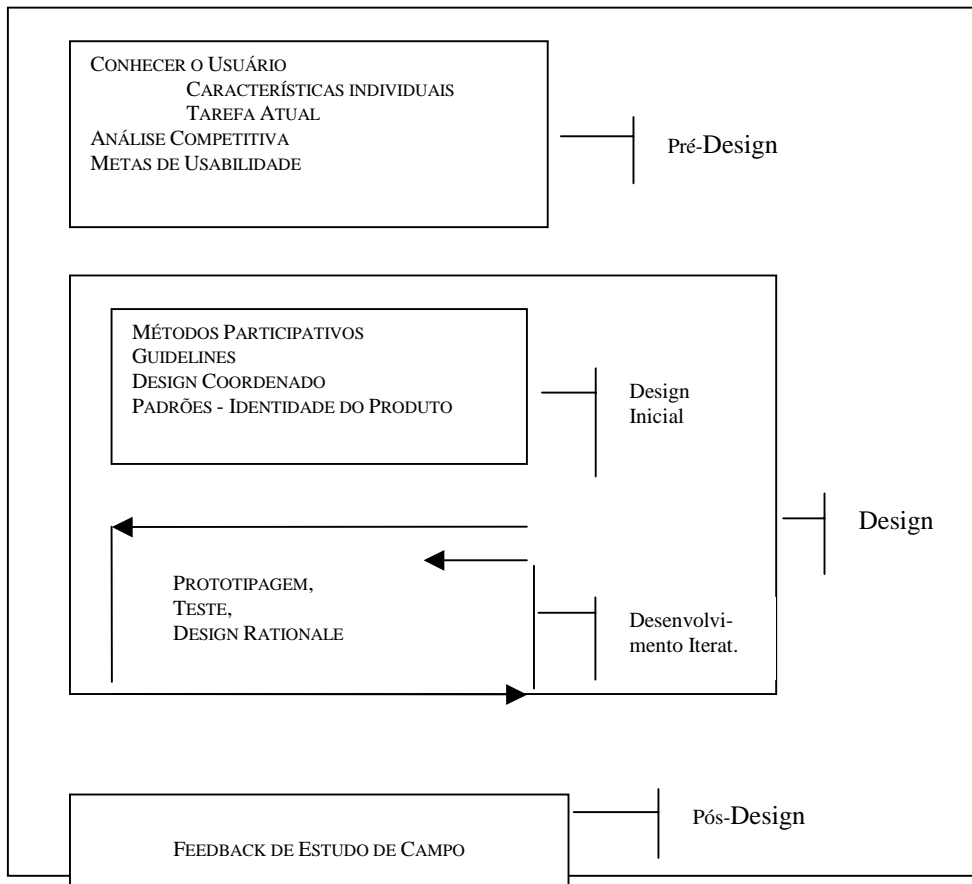 CONHECER O USUÁRIO
CARACTERÍSTICAS INDIVIDUAIS
TAREFA ATUAL
ANÁLISE COMPETITIVA
METAS DE USABILIDADE
Pré-Design
MÉTODOS PARTICIPATIVOS
GUIDELINES
DESIGN COORDENADO
PADRÕES - IDENTIDADE DO PRODUTO
Design
Inicial
Design
PROTOTIPAGEM,
TESTE,
DESIGN RATIONALE
Desenvolvi-
mento Iterat.
Pós-Design
FEEDBACK DE ESTUDO DE CAMPO